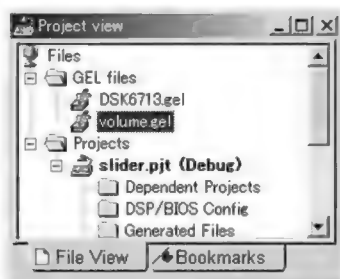 Project view
Files
GEL files
DSK6713.gel
volume.gel
Projects
slider.pjt (Debug)
Dependent Projects
DSP/BIOS Config
Generated Files
File View
Bookmarks